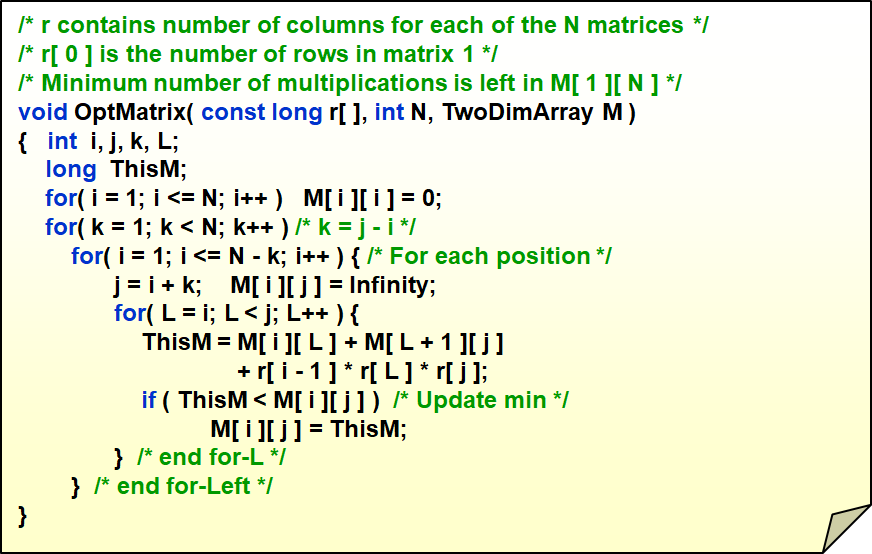 /* r contains number of columns for each of the N matrices */
/* r[ 0 ] is the number of rows in matrix 1 */
/* Minimum number of multiplications is left in M[ 1 ][ N ] */
void OptMatrix( const long r[ ], int N, TwoDimArray M )
{ int i, j, k, L;
long ThisM;
for( i = 1; i <= N; i++ ) M[ i ][ i ] = 0;
for( k = 1; k < N; k++ ) /* k = j - i */
for( i = 1; i <= N - k; i++ ) { /* For each position */
j = i + k; M[ i ][ j ] = Infinity;
for( L = i; L < j; L++ ) {
ThisM = M[ i ][ L ] + M[ L + 1 ][ j ]
+ r[ i - 1 ] * r[ L ] * r[ j ];
if ( ThisM < M[ i ][ j ] ) /* Update min */
M[ i ][ j ] = ThisM;
} /* end for-L */
} /* end for-Left */
}